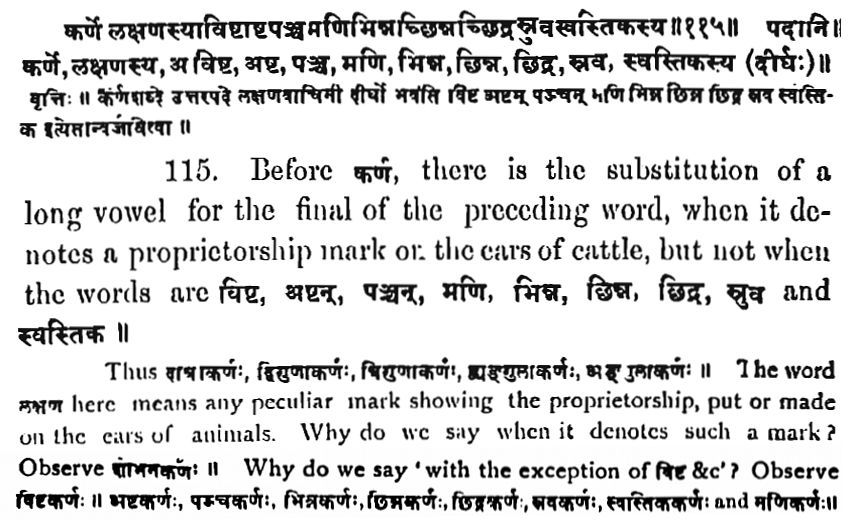 कर्णे लक्षणस्याविष्टाष्टपञ्चमणिभिन्नच्छिन्नच्छिद्रस्रुवस्वस्तिकस्य॥११५॥ पदानि।
कर्णे, लक्षणस्य, अ विष्ट, अष्ट, पञ्च, मणि, भिन्न, छिन्न, छिद्र, स्रव, स्वस्तिकस्य (दीर्घः)॥
वृत्तिः ॥ कर्णशब्दे उत्तरपदे लक्षणवाचिनो दीर्घो भवति विष्ट अष्टम् पञ्चम् मणि भिन्न छिन्न छिद्र स्रव स्वस्ति-
क इत्येतान्वर्जयित्वा ॥
115. Before कर्ण, there is the substitution of a
long vowel for the final of the preceding word, when it de-
notes a proprietorship mark on the ears of cattle, but not when
the words are विष्ट, अष्टन्, पञ्चन्, मणि, भिन्न, छिन्न, छिद्र, स्रुव and
स्वस्तिक ॥
Thus दात्राकर्णः, द्विगुणाकर्णः, त्रिगुणाकर्णः, द्व्यङ्गुलाकर्णः, अङ्गुलाकर्णः ॥ The word
लक्षण here means any peculiar mark showing the proprietorship, put or made
on the ears of animals. Why do we say when it denotes such a mark?
Observe शोभनकर्णः ॥ Why do we say 'with the exception of विष्ट &c'? Observe
विष्टकर्णः ॥ अष्टकर्णः, पञ्चकर्णः, भिन्नकर्णः, छिन्नकर्णः, छिद्रकर्णः, स्रवकर्णः, स्वस्तिककर्णः and मणिकर्णः॥